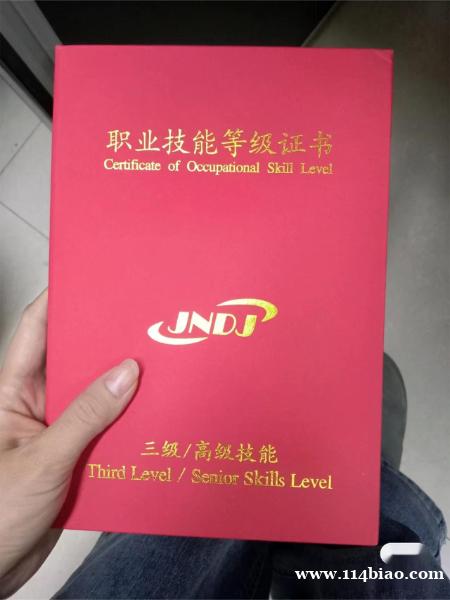 职业技能等级证书
Certificate of Occupational Skill Level
JNDJ
三级/高级技能
Third Level / Senior Skills Level
www.114biao.com